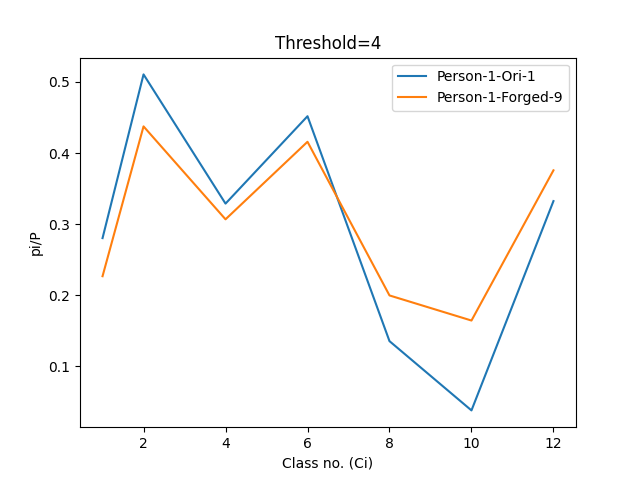 Threshold=4
Person-1-Ori-1
Person-1-Forged-9
0.5
0.4
0.3
0.2
0.1
pi/P
2 4 6 8 10 12
Class no. (Ci)